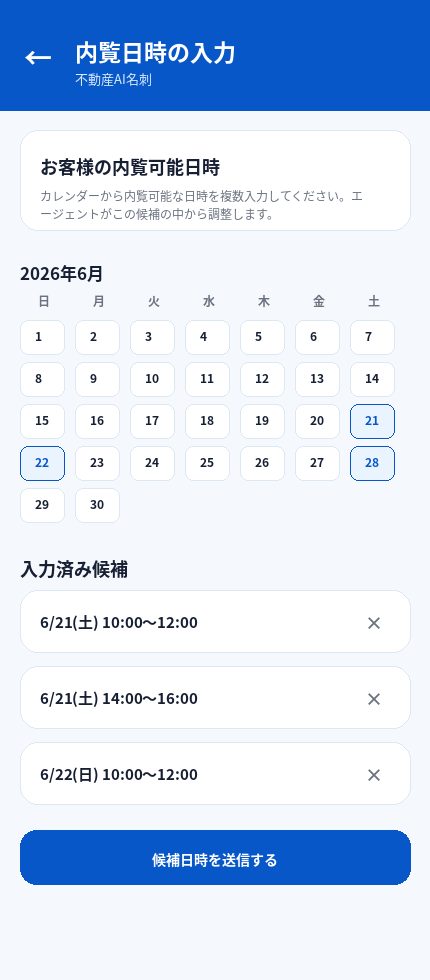 ←
内覧日時の入力
不動産AI名刺
お客様の内覧可能日時
カレンダーから内覧可能な日時を複数入力してください。エ
ージェントがこの候補の中から調整します。
2026年6月
日 月 火 水 木 金 土
1 2 3 4 5 6 7
8 9 10 11 12 13 14
15 16 17 18 19 20 21
22 23 24 25 26 27 28
29 30
入力済み候補
6/21(土) 10:00〜12:00 ×
6/21(土) 14:00〜16:00 ×
6/22(日) 10:00〜12:00 ×
候補日時を送信する